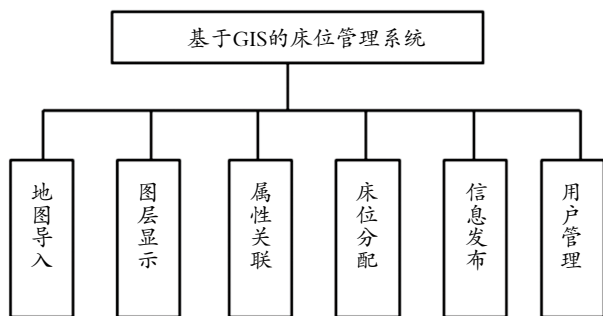 基于GIS的床位管理系统
地图导入
图层显示
属性关联
床位分配
信息发布
用户管理